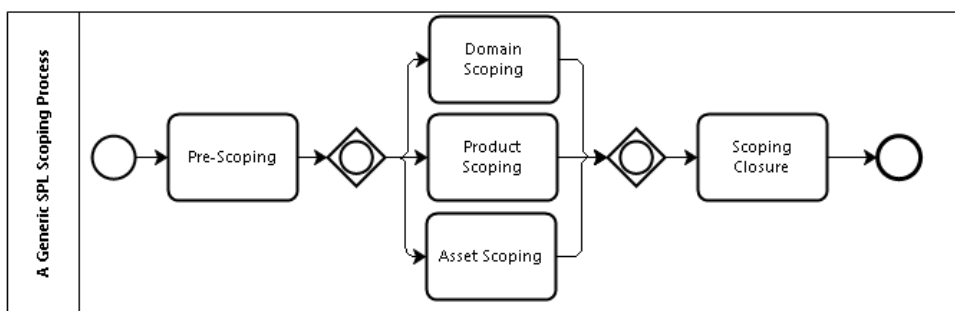 A Generic SPL Scoping Process
Pre-Scoping
Domain
Scoping
Product
Scoping
Asset Scoping
Scoping
Closure